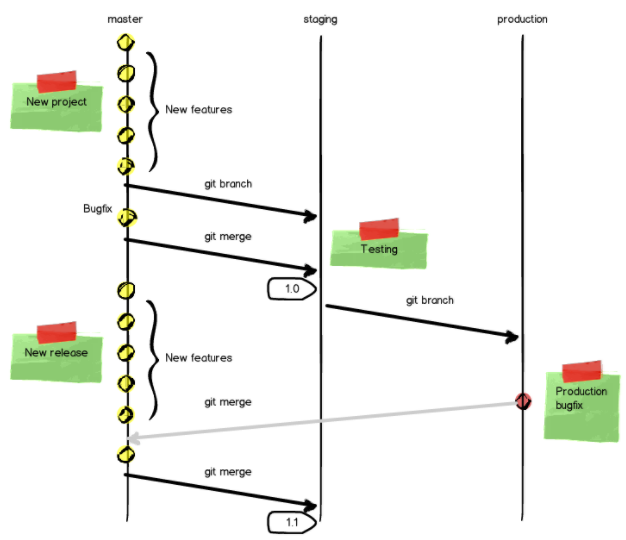 master
staging
production
New project
New features
git branch
Bugfix
git merge
Testing
1.0
git branch
New release
New features
Production
bugfix
git merge
git merge
1.1